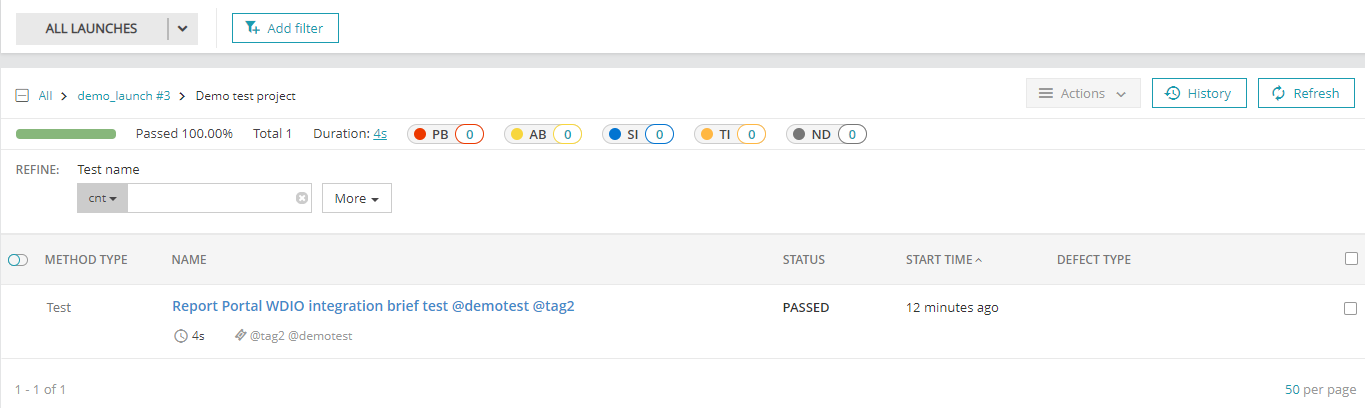 ALL LAUNCHES
Add filter
All > demo_launch #3 > Demo test project
Actions
History
Refresh
Passed 100.00% Total 1 Duration: 4s PB 0 AB 0 SI 0 TI 0 ND 0
REFINE: Test name
cnt
More
METHOD TYPE NAME STATUS START TIME DEFECT TYPE
Test Report Portal WDIO integration brief test @demotest @tag2 PASSED 12 minutes ago
4s @tag2 @demotest
1 - 1 of 1 50 per page